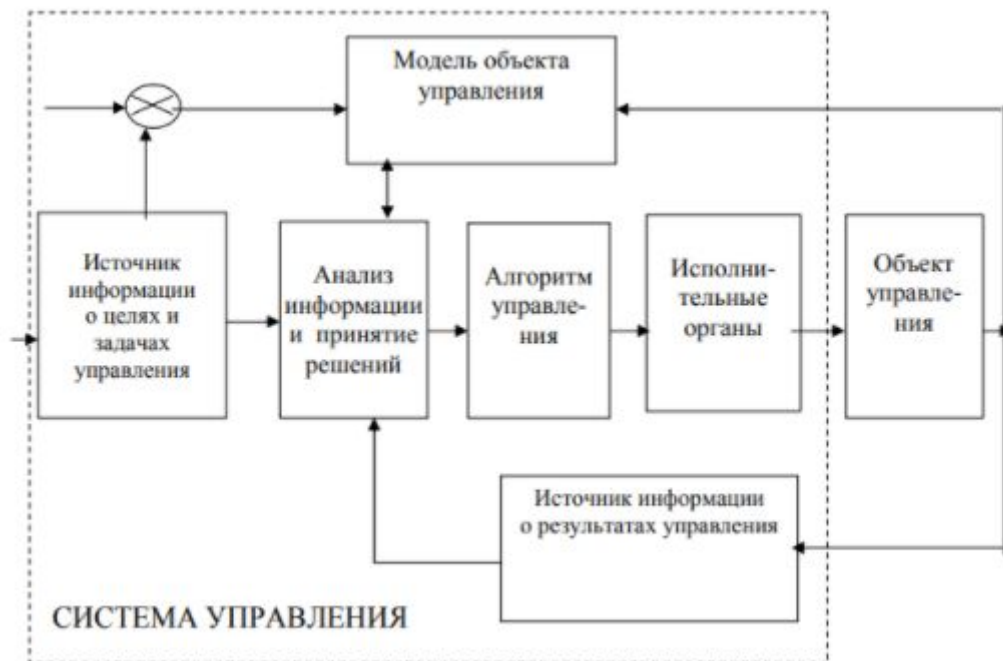 Модель объекта
управления
Источник
информации
о целях и
задачах
управления
Анализ
информации
и принятие
решений
Алгоритм
управле-
ния
Исполни-
тельные
органы
Объект
управле-
ния
Источник информации
о результатах управления
СИСТЕМА УПРАВЛЕНИЯ